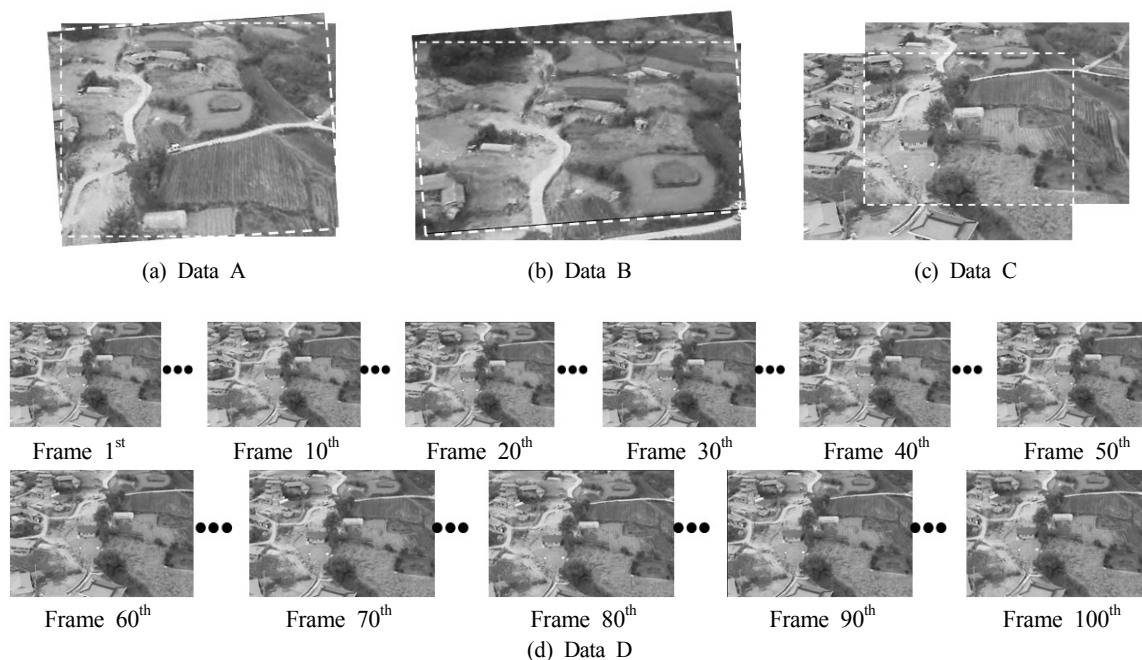 (a) Data A (b) Data B (c) Data C
Frame 1st Frame 10th Frame 20th Frame 30th Frame 40th Frame 50th
Frame 60th Frame 70th Frame 80th Frame 90th Frame 100th
(d) Data D